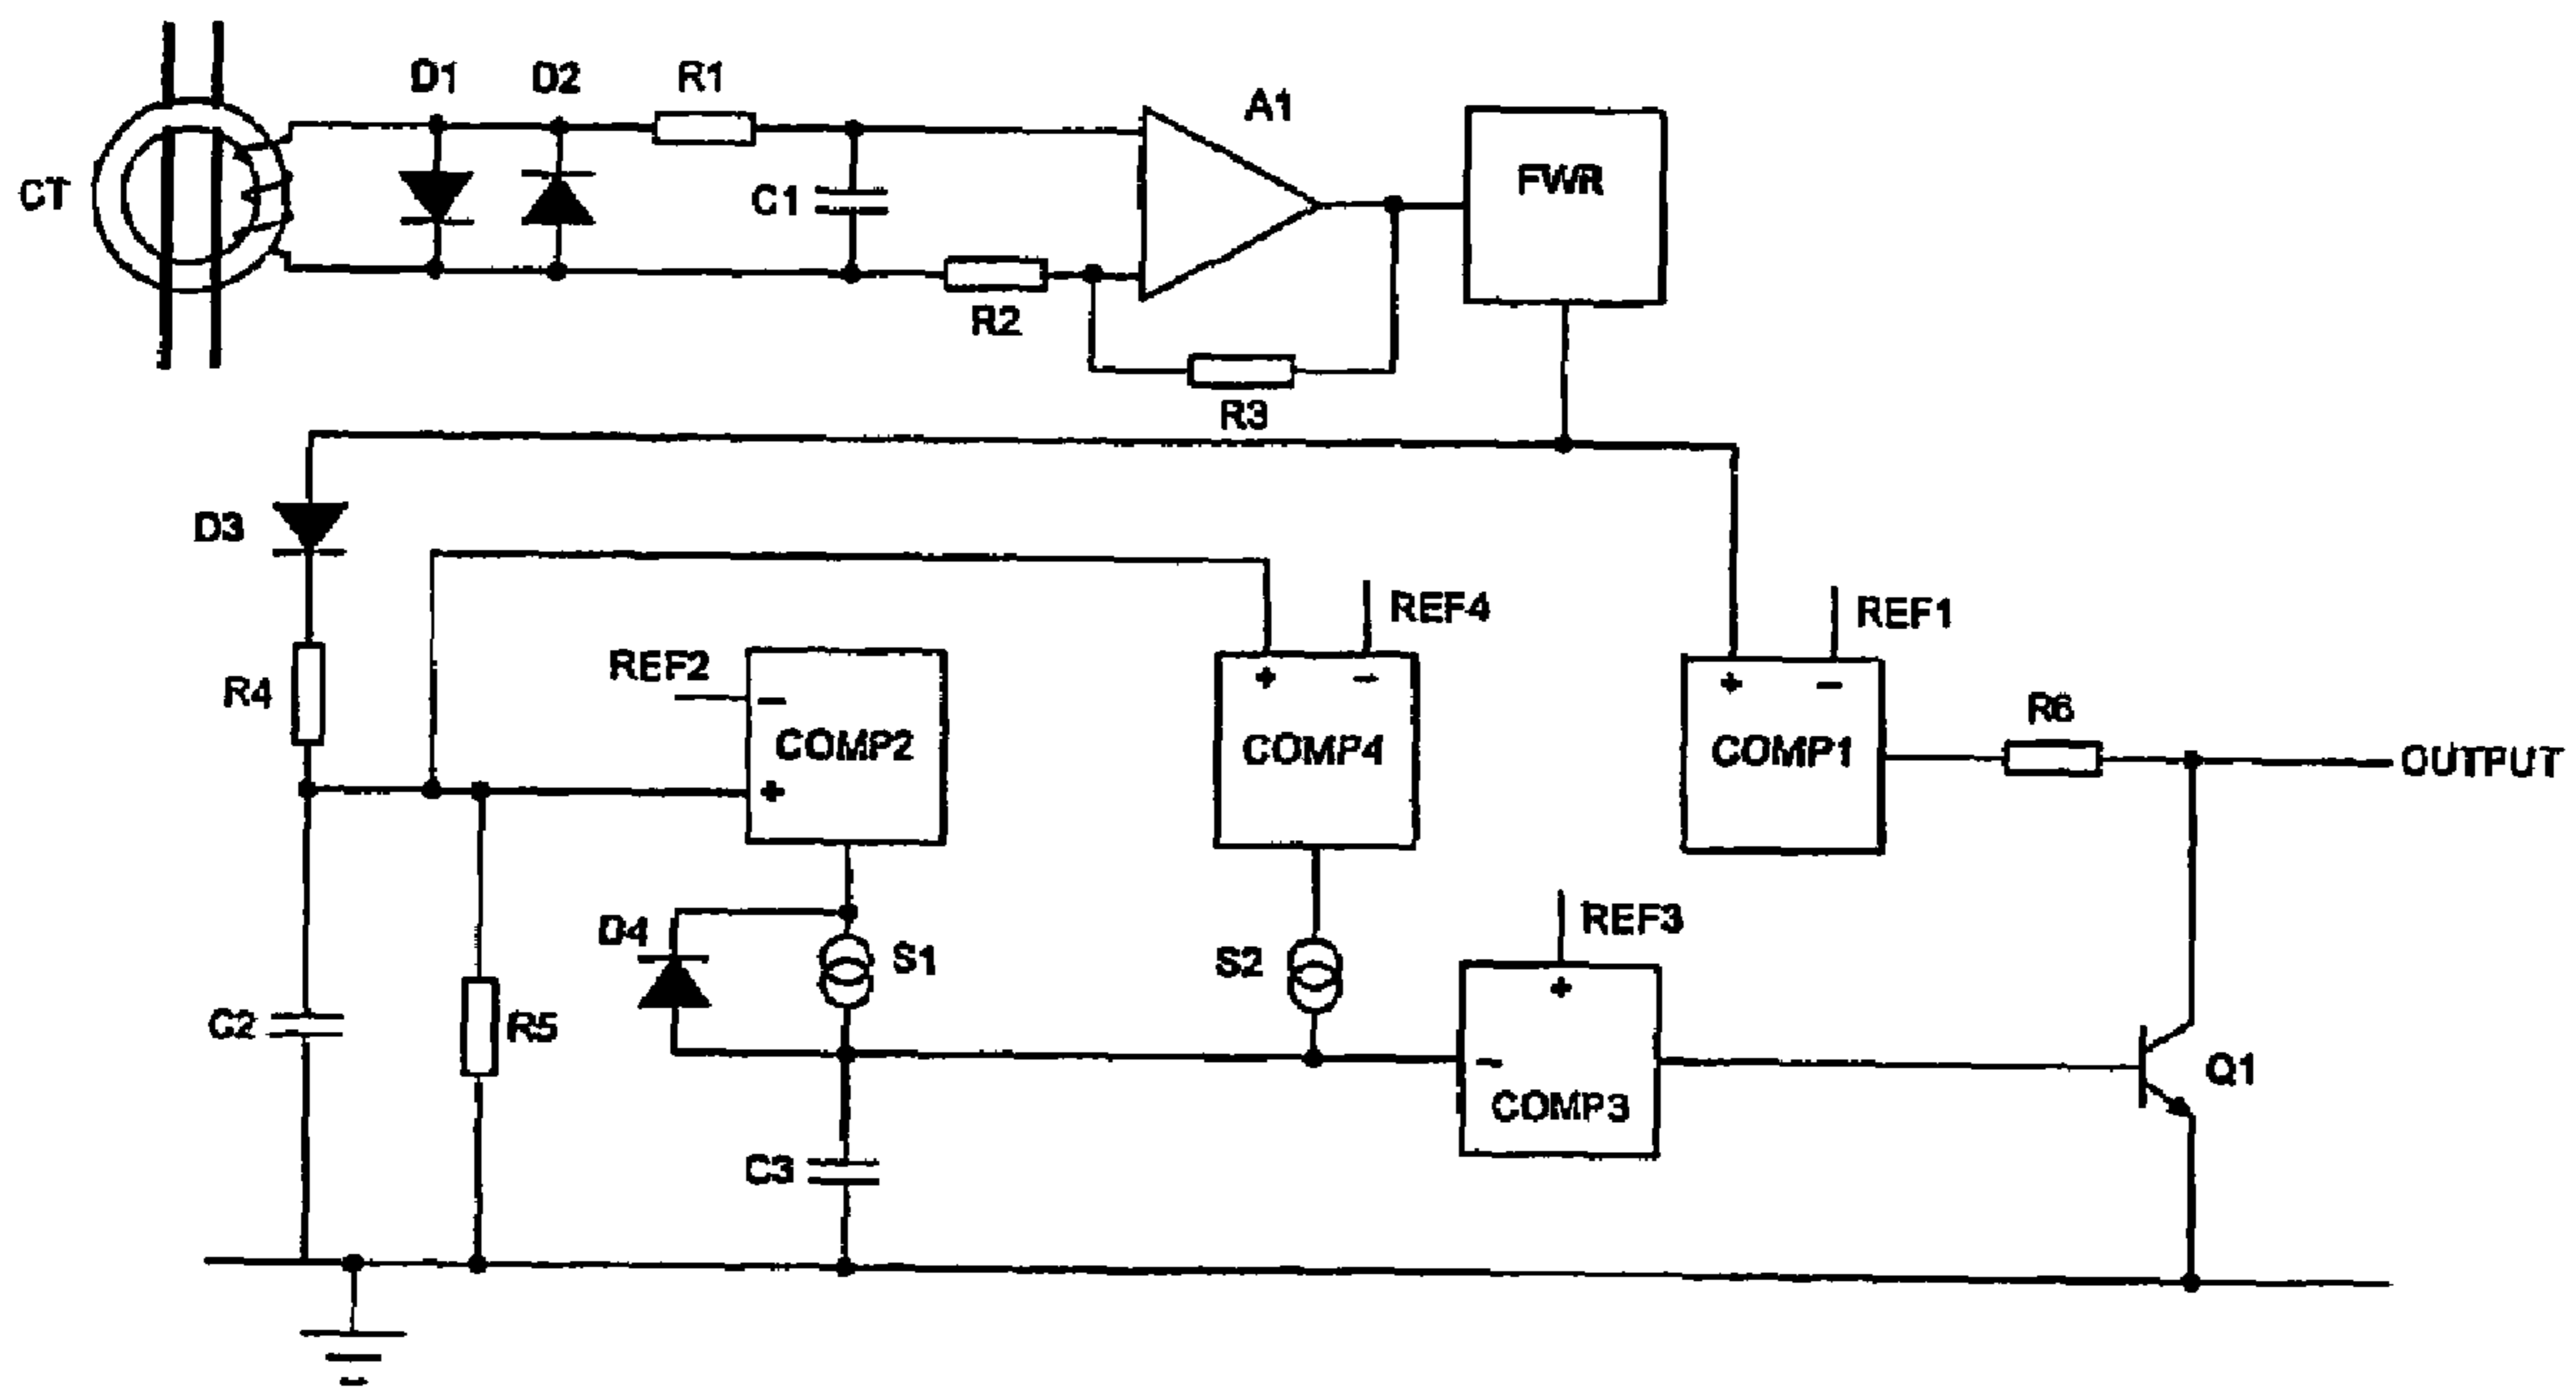 D1
D2
R1
A1
CT
C1
FWR
R2
R3
D3
REF4
REF1
REF2
R4
COMP2
COMP4
COMP1
R6
OUTPUT
+
-
+
-
-
+
D4
S1
S2
REF3
+
-
COMP3
C2
R5
Q1
C3